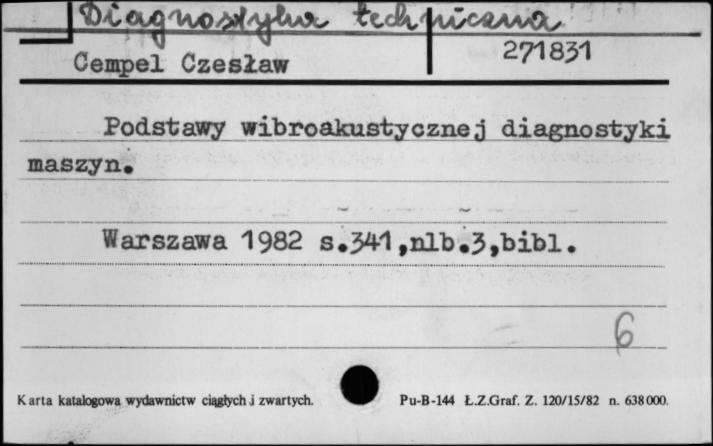 Diagnostyka techniczna
Cempel Czesław 271831
Podstawy wibroakustycznej diagnostyki
maszyn.
Warszawa 1982 s.341,nlb.3,bibl.
6
Karta katalogowa wydawnictw ciągłych i zwartych. Pu-B-144 Ł.Z.Graf. Z. 120/15/82 n. 638000.